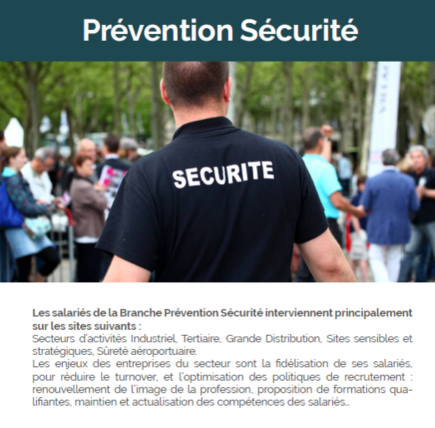 Prévention Sécurité
SECURITE
Les salariés de la Branche Prévention Sécurité interviennent principalement
sur les sites suivants :
Secteurs d'activités Industriel, Tertiaire, Grande Distribution, Sites sensibles et
stratégiques, Sûreté aéroportuaire.
Les enjeux des entreprises du secteur sont la fidélisation de ses salariés,
pour réduire le turnover, et l'optimisation des politiques de recrutement :
renouvellement de l'image de la profession, proposition de formations qua-
lifiantes, maintien et actualisation des compétences des salariés...